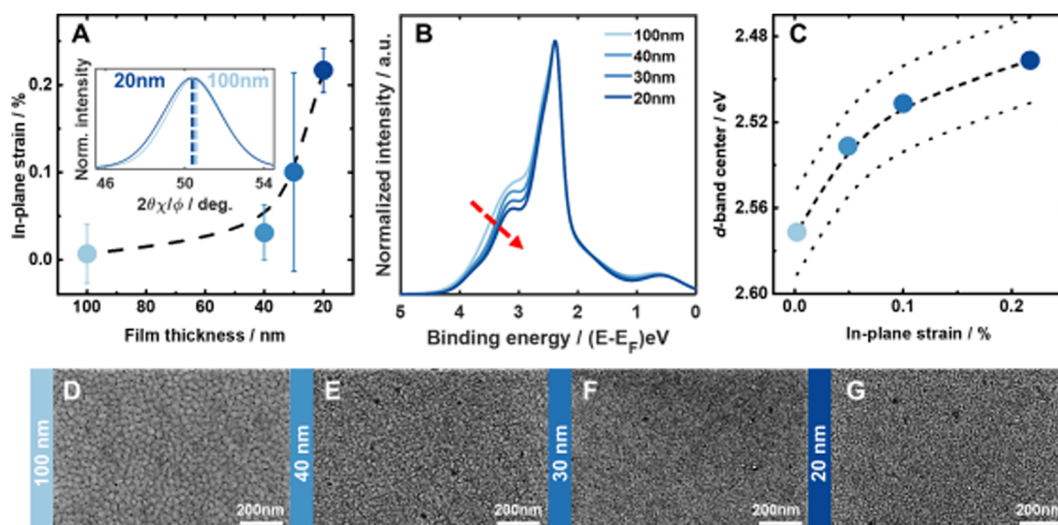 A
In-plane strain / %
0.2
0.1
0.0
100
80
60
40
20
Film thickness / nm
20nm
100nm
Norm. intensity
46
50
54
2θχ/ϕ / deg.
B
Normalized intensity / a.u.
100nm
40nm
30nm
20nm
5
4
3
2
1
0
Binding energy / (E-E_F)eV
C
d-band center / eV
2.48
2.52
2.56
2.60
0.0
0.1
0.2
In-plane strain / %
100 nm
D
200nm
40 nm
E
200nm
30 nm
F
200nm
20 nm
G
200nm